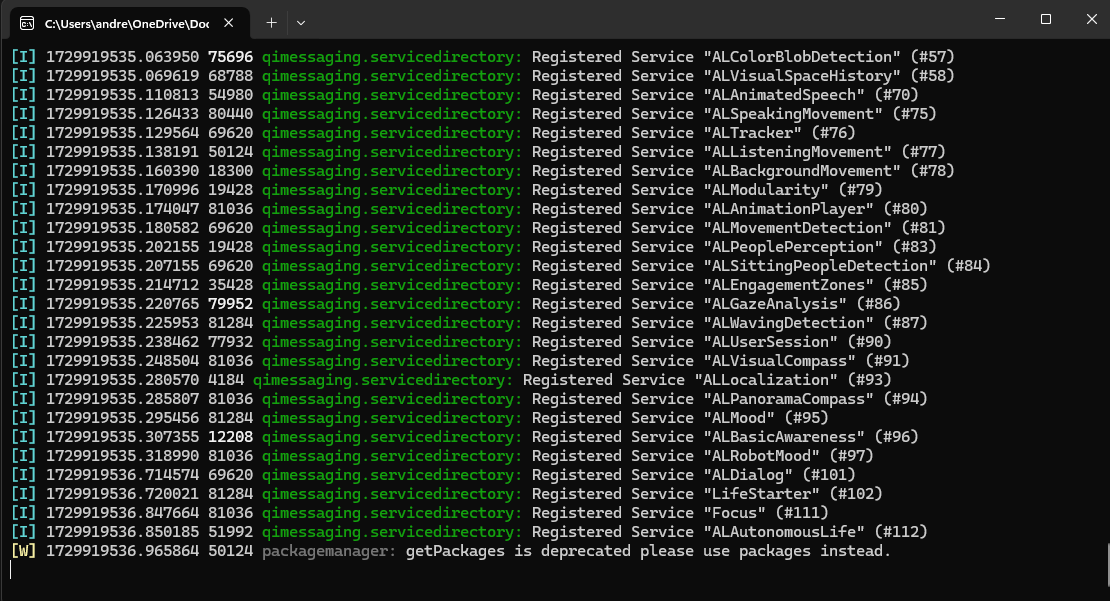 C:\Users\andre\OneDrive\Doc
[I] 1729919535.063950 75696 qimessaging.servicedirectory: Registered Service "ALColorBlobDetection" (#57)
[I] 1729919535.069619 68788 qimessaging.servicedirectory: Registered Service "ALVisualSpaceHistory" (#58)
[I] 1729919535.110813 54980 qimessaging.servicedirectory: Registered Service "ALAnimatedSpeech" (#70)
[I] 1729919535.126433 80440 qimessaging.servicedirectory: Registered Service "ALSpeakingMovement" (#75)
[I] 1729919535.129564 69620 qimessaging.servicedirectory: Registered Service "ALTracker" (#76)
[I] 1729919535.138191 50124 qimessaging.servicedirectory: Registered Service "ALListeningMovement" (#77)
[I] 1729919535.160390 18300 qimessaging.servicedirectory: Registered Service "ALBackgroundMovement" (#78)
[I] 1729919535.170996 19428 qimessaging.servicedirectory: Registered Service "ALModularity" (#79)
[I] 1729919535.174047 81036 qimessaging.servicedirectory: Registered Service "ALAnimationPlayer" (#80)
[I] 1729919535.180582 69620 qimessaging.servicedirectory: Registered Service "ALMovementDetection" (#81)
[I] 1729919535.202155 19428 qimessaging.servicedirectory: Registered Service "ALPeoplePerception" (#83)
[I] 1729919535.207155 69620 qimessaging.servicedirectory: Registered Service "ALSittingPeopleDetection" (#84)
[I] 1729919535.214712 35428 qimessaging.servicedirectory: Registered Service "ALEngagementZones" (#85)
[I] 1729919535.220765 79952 qimessaging.servicedirectory: Registered Service "ALGazeAnalysis" (#86)
[I] 1729919535.225953 81284 qimessaging.servicedirectory: Registered Service "ALWavingDetection" (#87)
[I] 1729919535.238462 77932 qimessaging.servicedirectory: Registered Service "ALUserSession" (#90)
[I] 1729919535.248504 81036 qimessaging.servicedirectory: Registered Service "ALVisualCompass" (#91)
[I] 1729919535.280570 4184 qimessaging.servicedirectory: Registered Service "ALLocalization" (#93)
[I] 1729919535.285807 81036 qimessaging.servicedirectory: Registered Service "ALPanoramaCompass" (#94)
[I] 1729919535.295456 81284 qimessaging.servicedirectory: Registered Service "ALMood" (#95)
[I] 1729919535.307355 12208 qimessaging.servicedirectory: Registered Service "ALBasicAwareness" (#96)
[I] 1729919535.318990 81036 qimessaging.servicedirectory: Registered Service "ALRobotMood" (#97)
[I] 1729919536.714574 69620 qimessaging.servicedirectory: Registered Service "ALDialog" (#101)
[I] 1729919536.720021 81284 qimessaging.servicedirectory: Registered Service "LifeStarter" (#102)
[I] 1729919536.847664 81036 qimessaging.servicedirectory: Registered Service "Focus" (#111)
[I] 1729919536.850185 51992 qimessaging.servicedirectory: Registered Service "ALAutonomousLife" (#112)
[W] 1729919536.965864 50124 packagemanager: getPackages is deprecated please use packages instead.